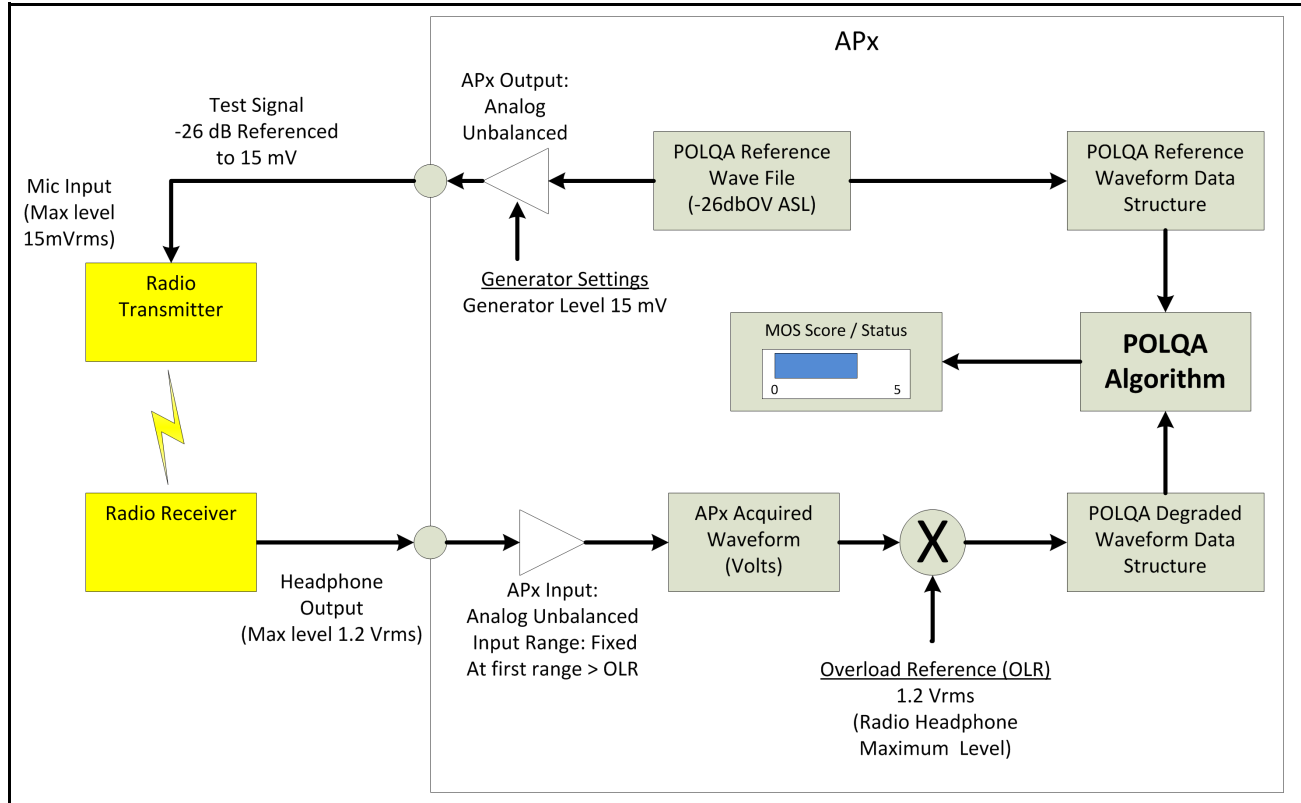 APx
APx Output:
Analog
Unbalanced
Test Signal
-26 dB Referenced
to 15 mV
Mic Input
(Max level
15mVrms)
POLQA Reference
Wave File
(-26dbOV ASL)
POLQA Reference
Waveform Data
Structure
Radio
Transmitter
Generator Settings
Generator Level 15 mV
MOS Score / Status
0
5
POLQA
Algorithm
Radio Receiver
Headphone
Output
(Max level 1.2 Vrms)
APx Input:
Analog Unbalanced
Input Range: Fixed
At first range > OLR
APx Acquired
Waveform
(Volts)
X
POLQA Degraded
Waveform Data
Structure
Overload Reference (OLR)
1.2 Vrms
(Radio Headphone
Maximum Level)